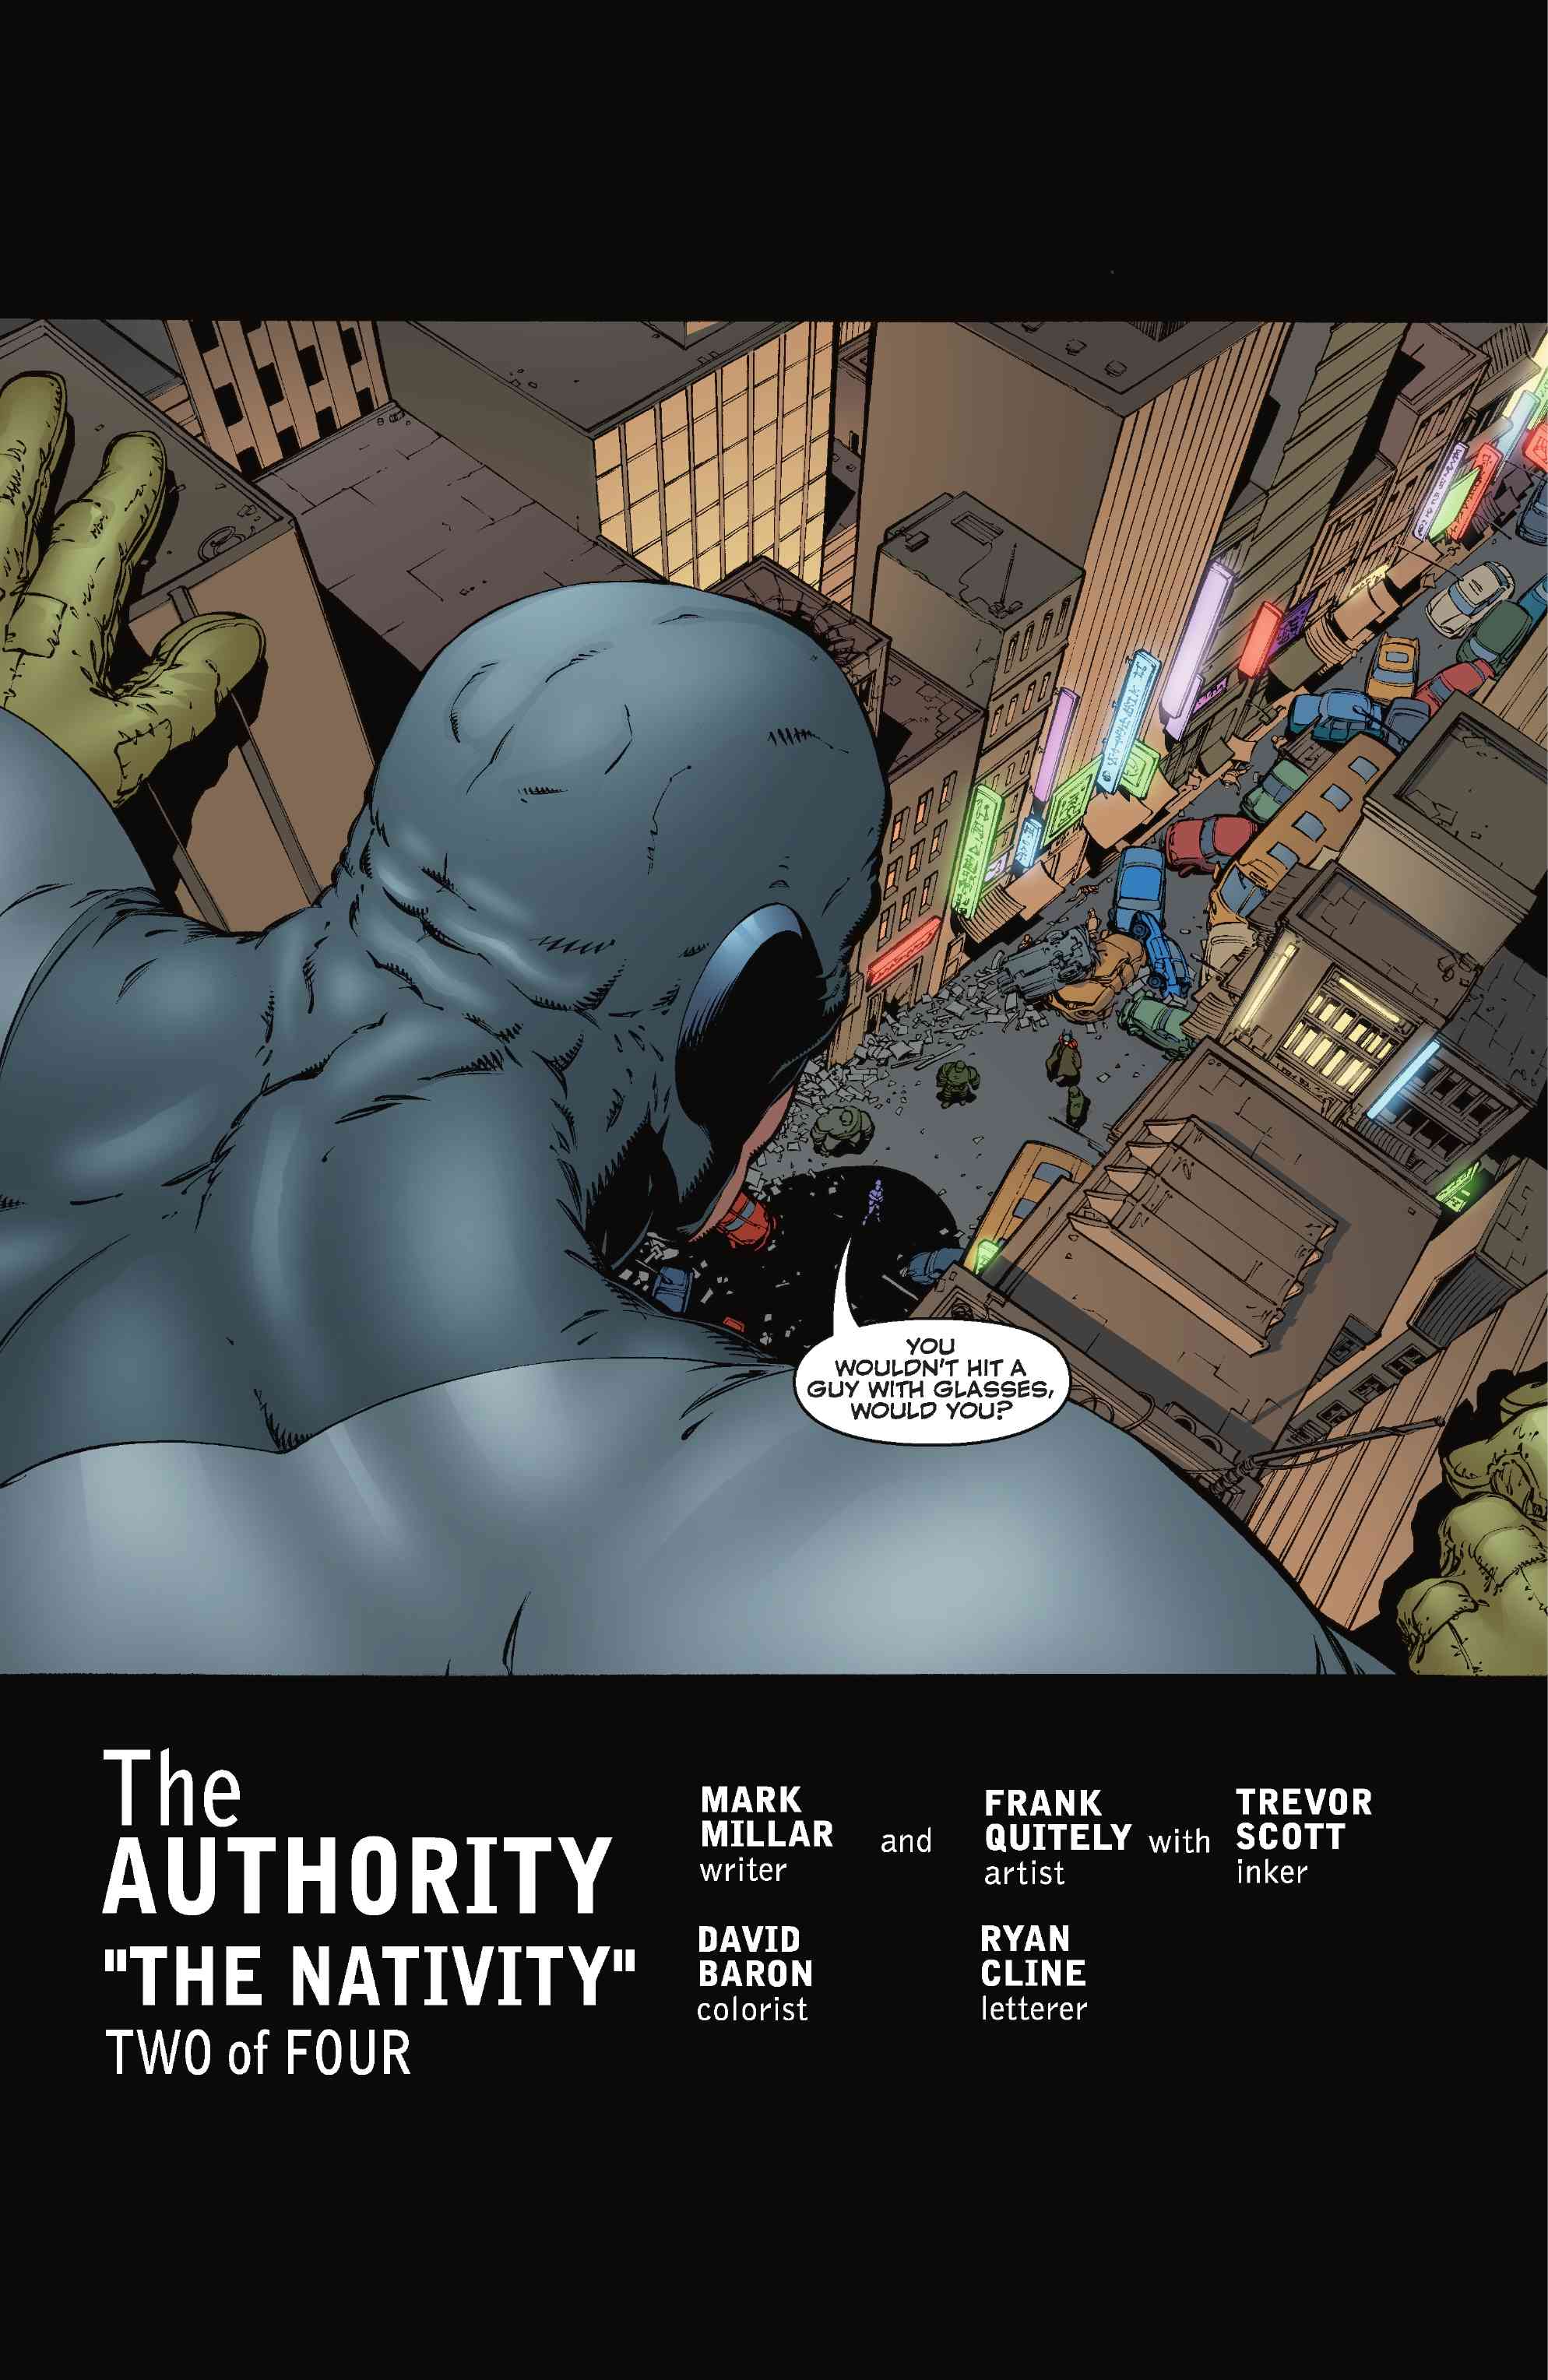 YOU
WOULDN'T HIT A
GUY WITH GLASSES,
WOULD YOU?
The
AUTHORITY
"THE NATIVITY"
TWO of FOUR
MARK
MILLAR
writer
and
FRANK
QUITELY
artist
with
TREVOR
SCOTT
inker
DAVID
BARON
colorist
RYAN
CLINE
letterer